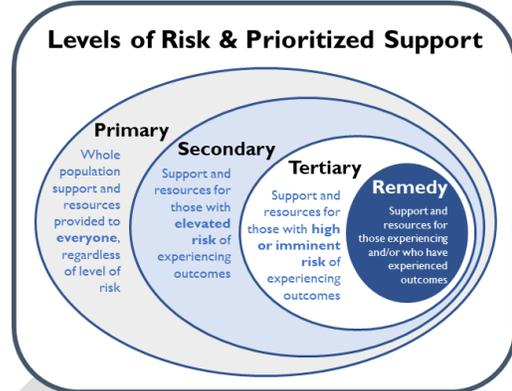 Levels of Risk & Prioritized Support
Primary
Whole
population
support and
resources
provided to
everyone,
regardless
of level of
risk
Secondary
Support and
resources for
those with
elevated
risk of
experiencing
outcomes
Tertiary
Support and
resources for
those with high
or imminent
risk of
experiencing
outcomes
Remedy
Support and
resources for
those experiencing
and/or who have
experienced
outcomes